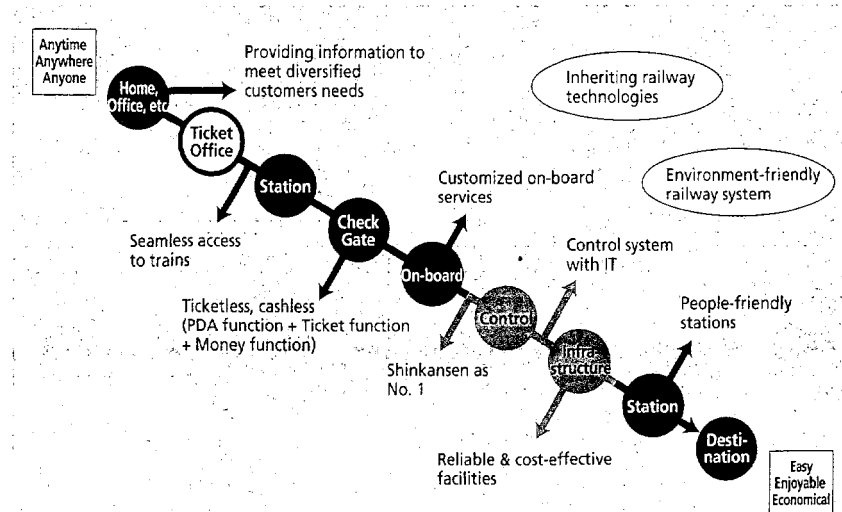 Anytime
Anywhere
Anyone
Providing information to
meet diversified
customers needs
Home,
Office, etc
Inheriting railway
technologies
Ticket
Office
Station
Customized on-board
services
Environment-friendly
railway system
Check
Gate
Seamless access
to trains
Control system
with IT
On-board
Ticketless, cashless
(PDA function + Ticket function
+ Money function)
Control
People-friendly
stations
Shinkansen as
No. 1
Infra-
structure
Station
Desti-
nation
Reliable & cost-effective
facilities
Easy
Enjoyable
Economical